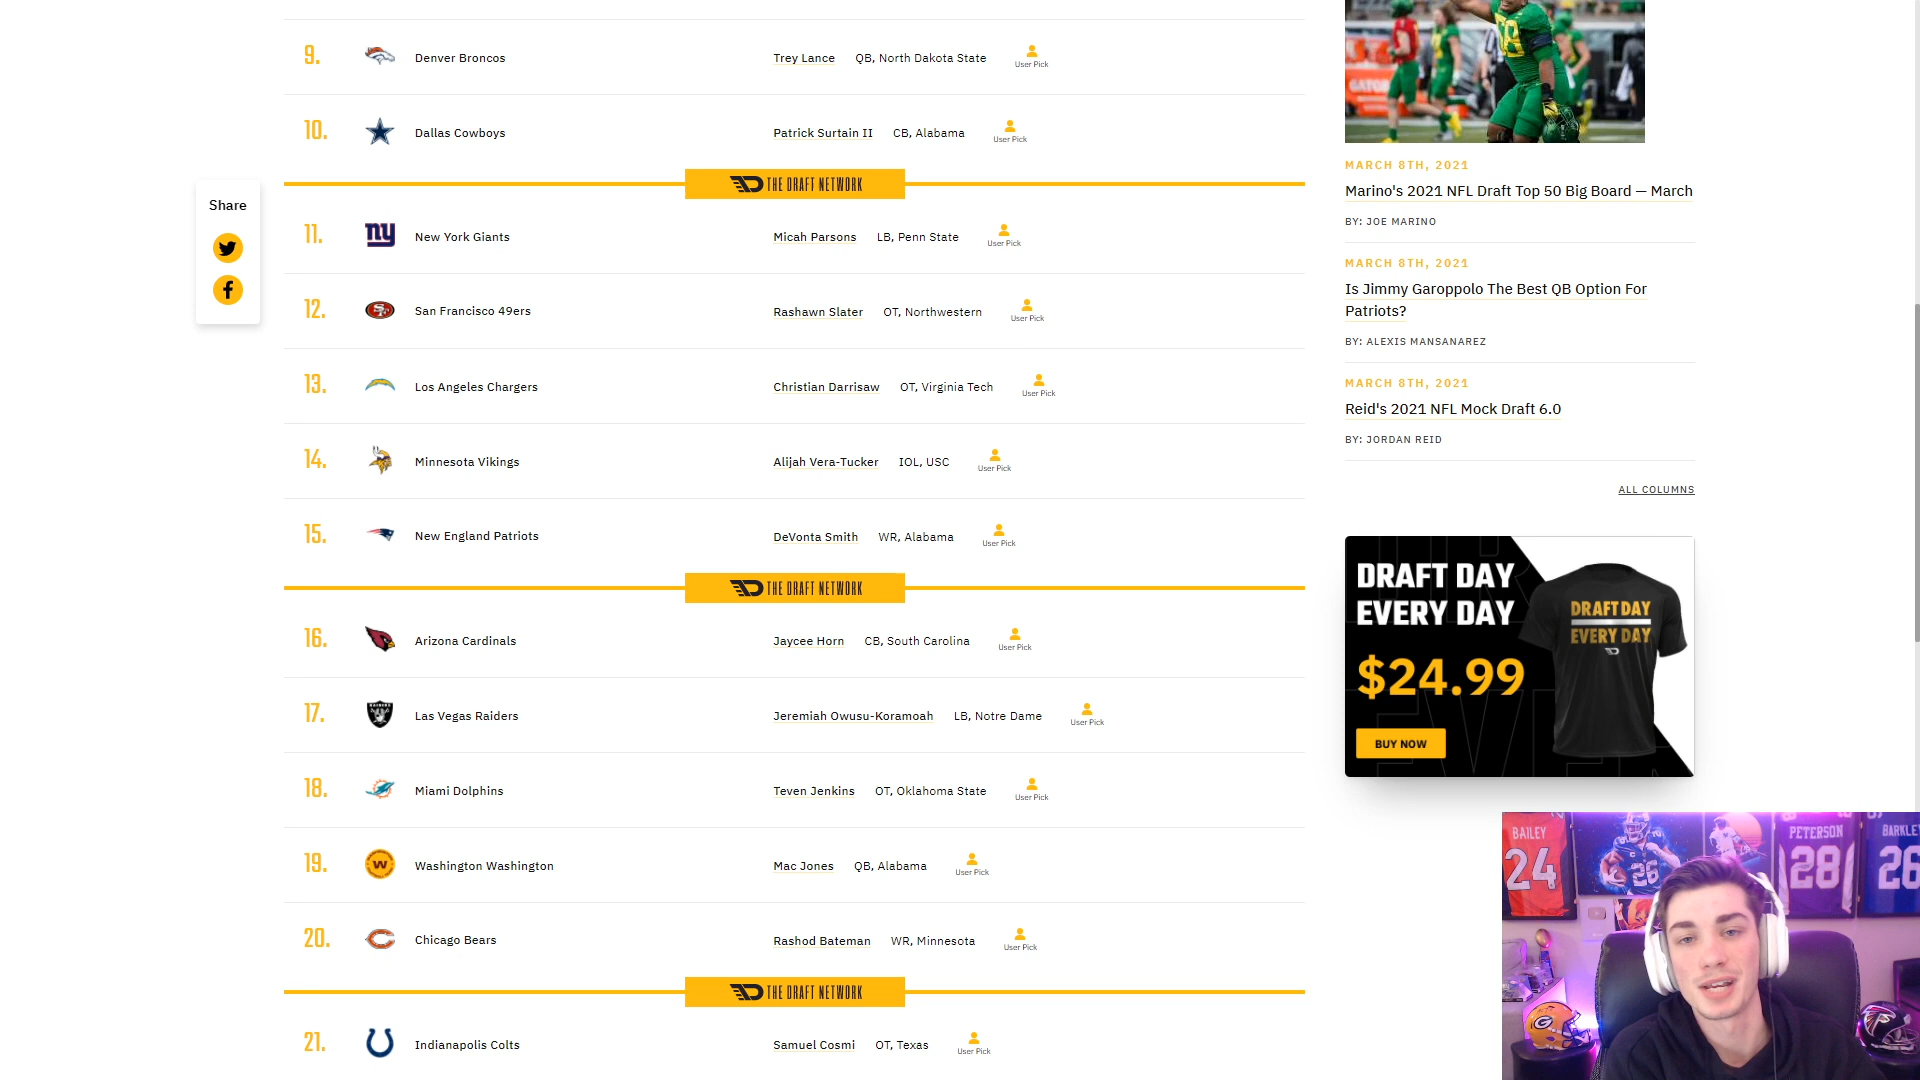 9. Denver Broncos Trey Lance QB, North Dakota State User Pick
10. Dallas Cowboys Patrick Surtain II CB, Alabama User Pick
THE DRAFT NETWORK
11. New York Giants Micah Parsons LB, Penn State User Pick
12. San Francisco 49ers Rashawn Slater OT, Northwestern User Pick
13. Los Angeles Chargers Christian Darrisaw OT, Virginia Tech User Pick
14. Minnesota Vikings Alijah Vera-Tucker IOL, USC User Pick
15. New England Patriots DeVonta Smith WR, Alabama User Pick
THE DRAFT NETWORK
16. Arizona Cardinals Jaycee Horn CB, South Carolina User Pick
17. Las Vegas Raiders Jeremiah Owusu-Koramoah LB, Notre Dame User Pick
18. Miami Dolphins Teven Jenkins OT, Oklahoma State User Pick
19. Washington Washington Mac Jones QB, Alabama User Pick
20. Chicago Bears Rashod Bateman WR, Minnesota User Pick
THE DRAFT NETWORK
21. Indianapolis Colts Samuel Cosmi OT, Texas User Pick
Share
MARCH 8TH, 2021
Marino's 2021 NFL Draft Top 50 Big Board — March
BY: JOE MARINO
MARCH 8TH, 2021
Is Jimmy Garoppolo The Best QB Option For
Patriots?
BY: ALEXIS MANSANAREZ
MARCH 8TH, 2021
Reid's 2021 NFL Mock Draft 6.0
BY: JORDAN REID
ALL COLUMNS
DRAFT DAY
EVERY DAY
$24.99
BUY NOW
DRAFT DAY
EVERY DAY
BAILEY
24
26
PETERSON
28
BARKLE
26